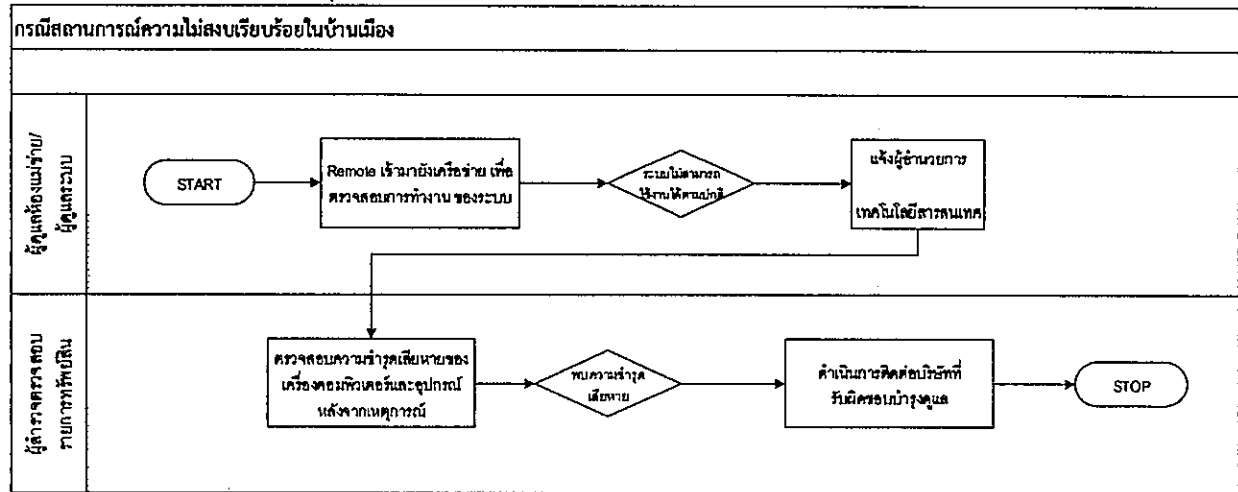 กรณีสถานการณ์ความไม่สงบเรียบร้อยในบ้านเมือง
ผู้ดูแลห้องแม่ข่าย/
ผู้ดูแลระบบ
START
Remote เข้ามายังเครือข่าย เพื่อ
ตรวจสอบการทำงาน ของระบบ
ระบบไม่สามารถ
ใช้งานได้ตามปกติ
แจ้งผู้อำนวยการ
เทคโนโลยีสารสนเทศ
ผู้สำรวจตรวจสอบ
รายการทรัพย์สิน
ตรวจสอบความชำรุดเสียหายของ
เครื่องคอมพิวเตอร์และอุปกรณ์
หลังจากเหตุการณ์
พบความชำรุด
เสียหาย
ดำเนินการติดต่อบริษัทที่
รับผิดชอบบำรุงดูแล
STOP